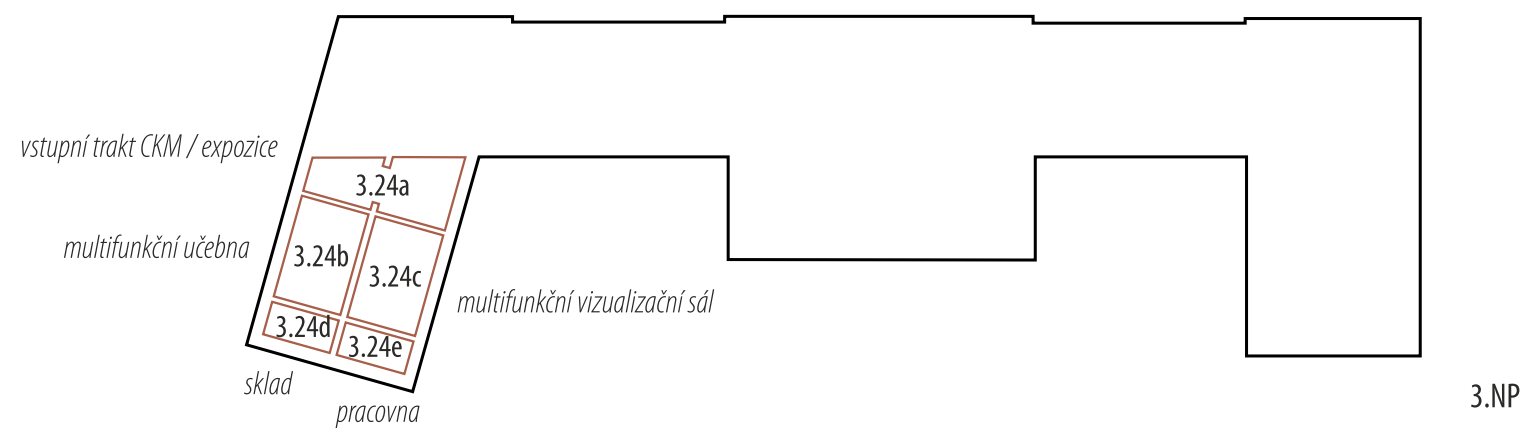 vstupní trakt CKM / expozice
3.24a
multifunkční učebna
3.24b
3.24c
multifunkční vizualizační sál
3.24d
3.24e
sklad
pracovna
3.NP